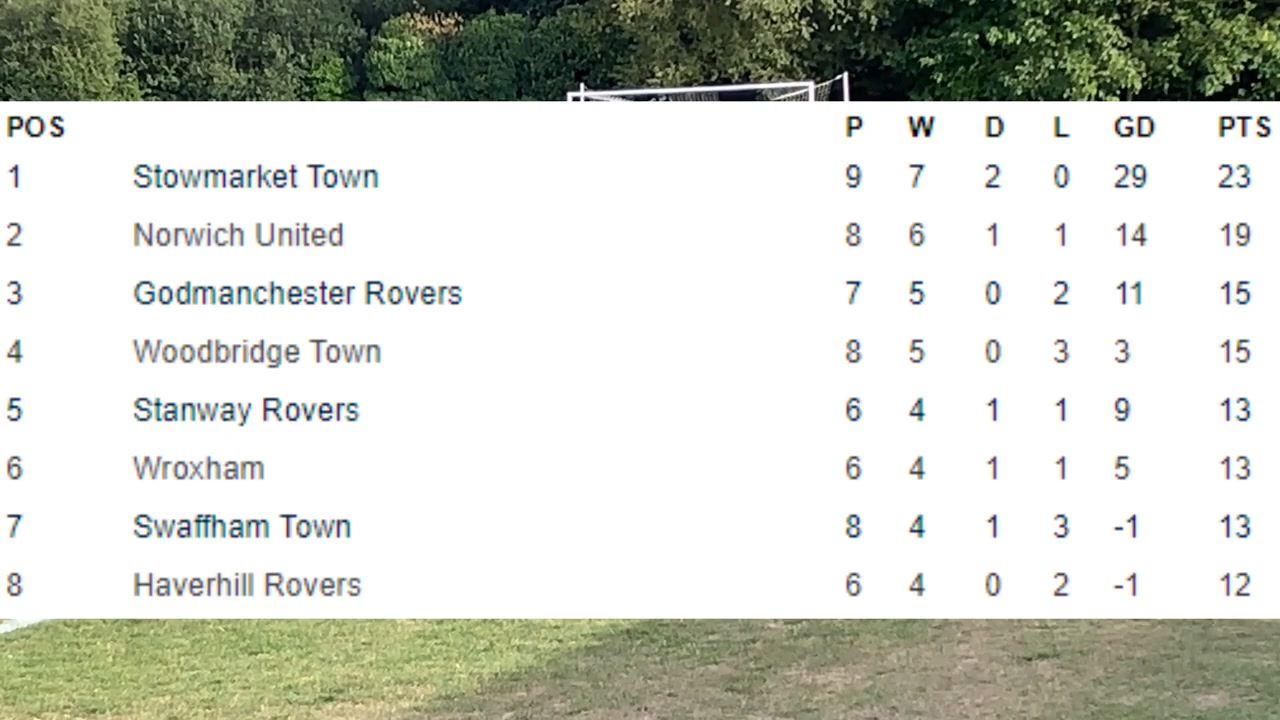 POS P W D L GD PTS
1 Stowmarket Town 9 7 2 0 29 23
2 Norwich United 8 6 1 1 14 19
3 Godmanchester Rovers 7 5 0 2 11 15
4 Woodbridge Town 8 5 0 3 3 15
5 Stanway Rovers 6 4 1 1 9 13
6 Wroxham 6 4 1 1 5 13
7 Swaffham Town 8 4 1 3 -1 13
8 Haverhill Rovers 6 4 0 2 -1 12